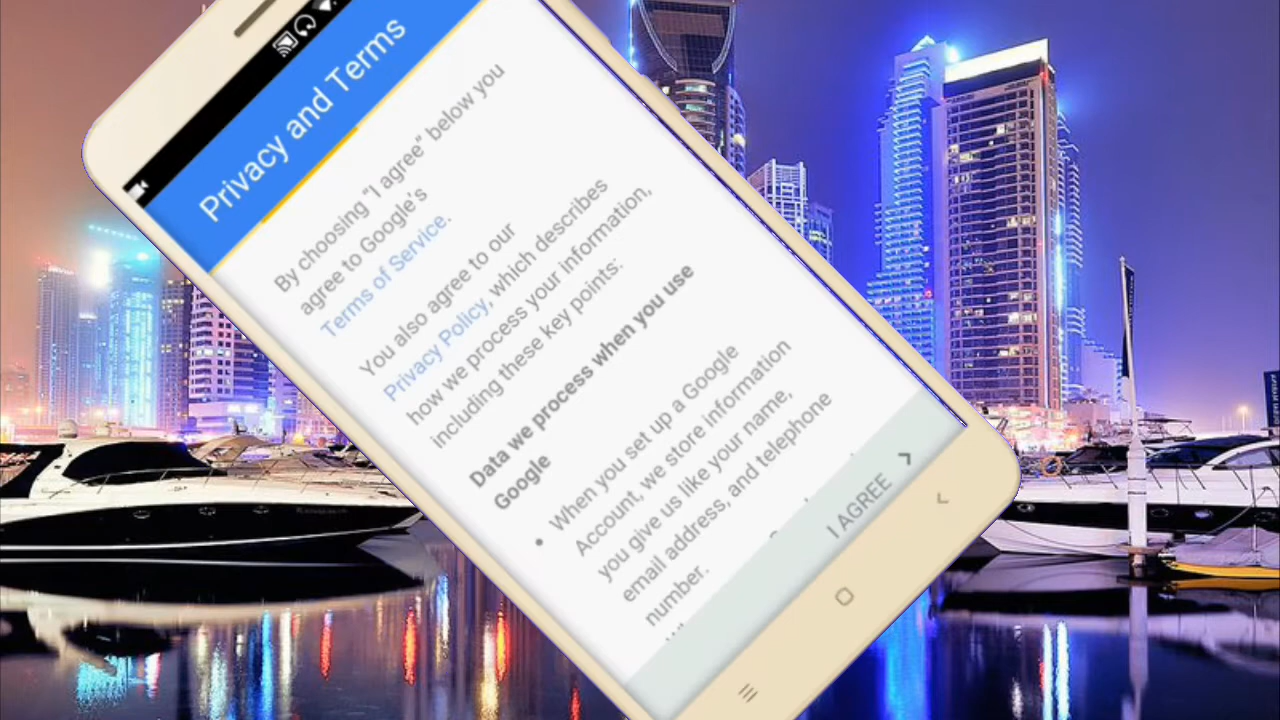 Privacy and Terms
By choosing "I agree" below you
agree to Google's
Terms of Service.
You also agree to our
Privacy Policy, which describes
how we process your information,
including these key points:
Data we process when you use
Google
• When you set up a Google
Account, we store information
you give us like your name,
email address, and telephone
number.
I AGREE